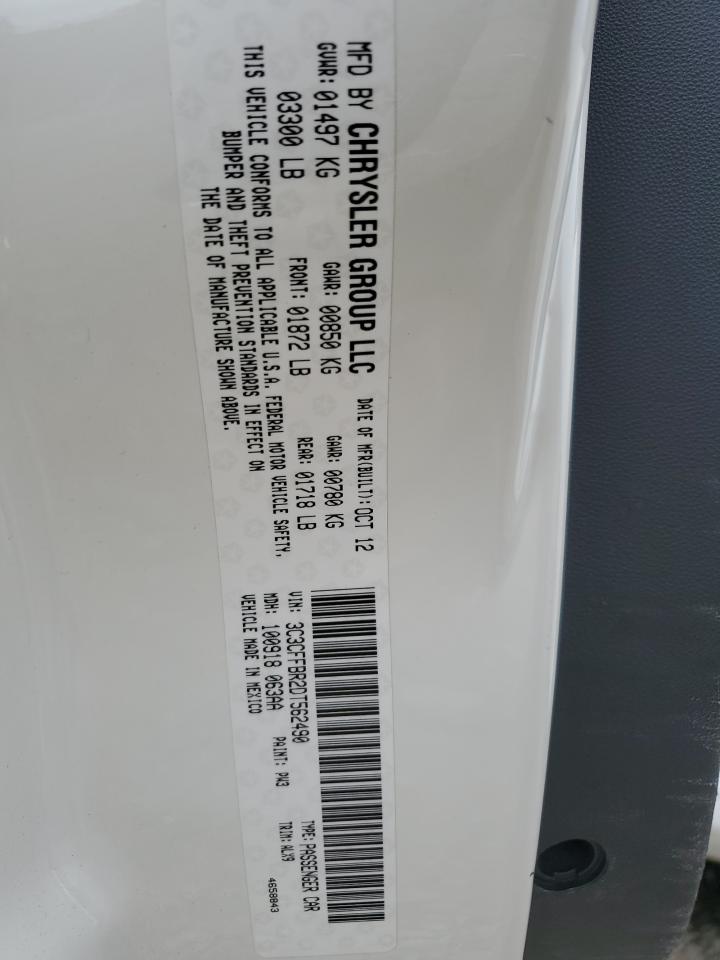 MFD BY CHRYSLER GROUP LLC DATE OF MFR(BUILT): OCT 12
GVWR: 01497 KG GAWR: 00850 KG GAWR: 00780 KG
03300 LB FRONT: 01872 LB REAR: 01718 LB
THIS VEHICLE CONFORMS TO ALL APPLICABLE U.S.A. FEDERAL MOTOR VEHICLE SAFETY,
BUMPER AND THEFT PREVENTION STANDARDS IN EFFECT ON
THE DATE OF MANUFACTURE SHOWN ABOVE.
VIN: 3C3CFFBR2DT562490 TYPE: PASSENGER CAR
MDH: 100918 063AA PAINT: PW3 TRIM: ALX9
VEHICLE MADE IN MEXICO 4658843